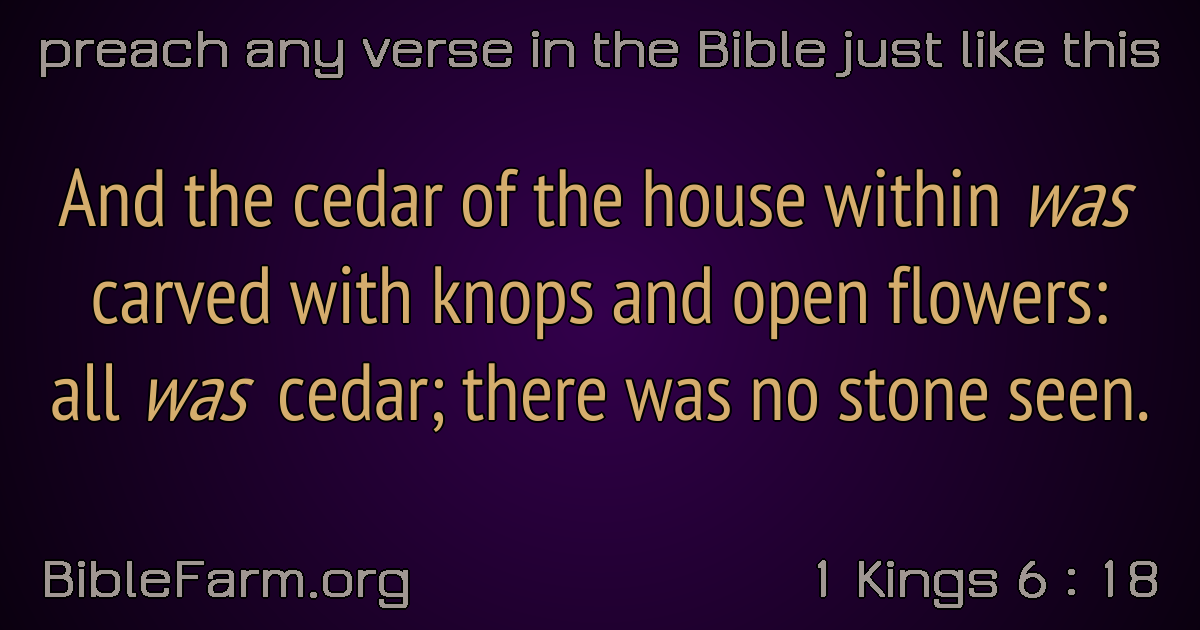 preach any verse in the Bible just like this
And the cedar of the house within was
carved with knops and open flowers:
all was cedar; there was no stone seen.
BibleFarm.org
1 Kings 6 : 18